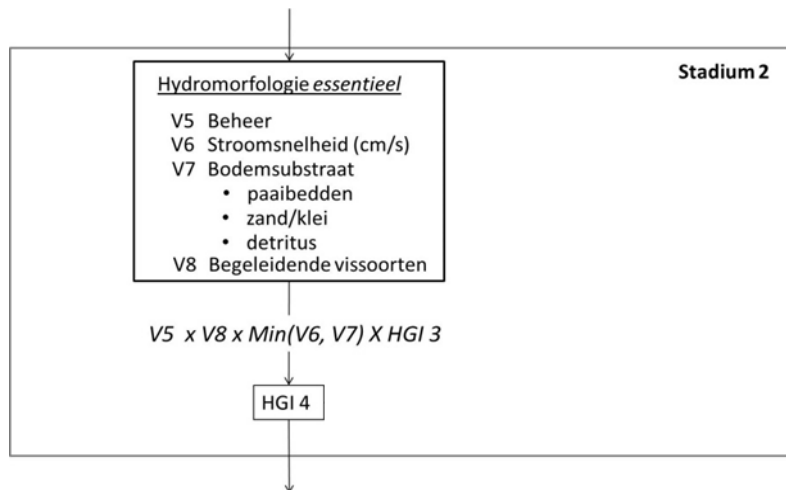 Stadium 2
Hydromorfologie essentieel
V5 Beheer
V6 Stroomsnelheid (cm/s)
V7 Bodemsubstraat
• paaibedden
• zand/klei
• detritus
V8 Begeleidende vissoorten
V5 x V8 x Min(V6, V7) X HGI 3
HGI 4